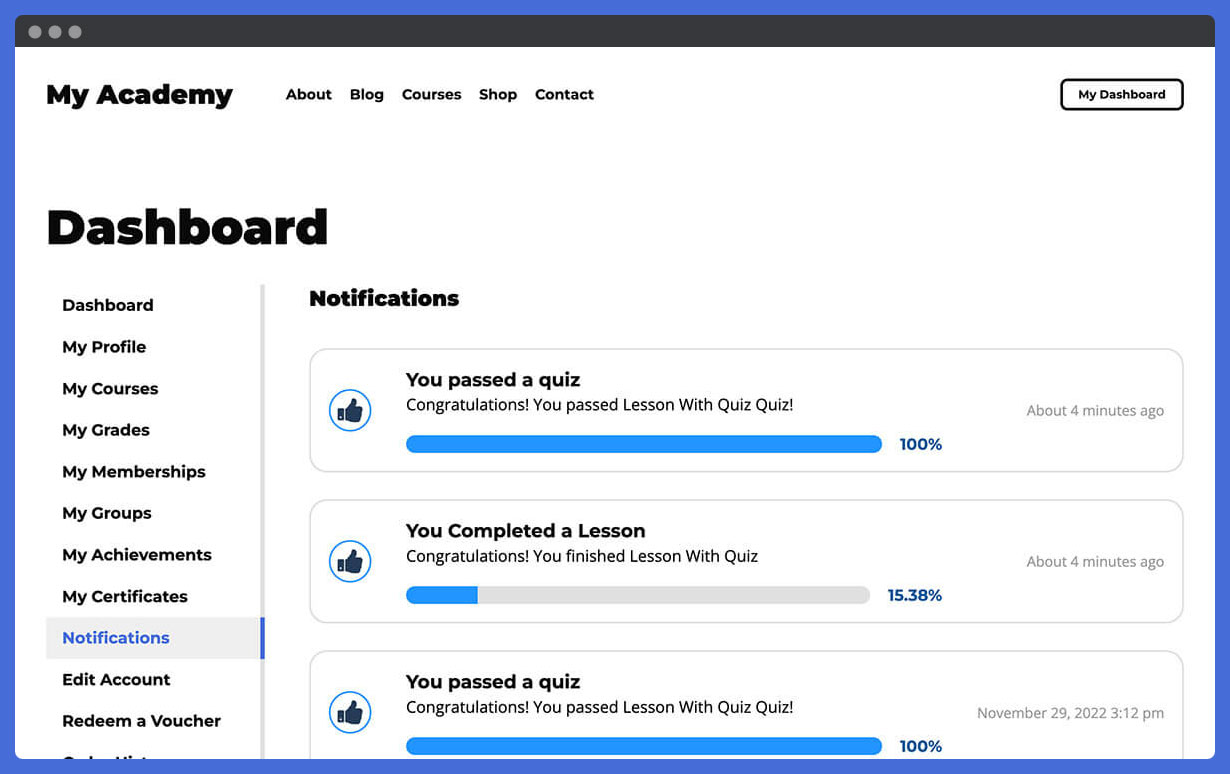 My Academy
About Blog Courses Shop Contact
My Dashboard
Dashboard
Dashboard
My Profile
My Courses
My Grades
My Memberships
My Groups
My Achievements
My Certificates
Notifications
Edit Account
Redeem a Voucher
Notifications
You passed a quiz
Congratulations! You passed Lesson With Quiz Quiz!
100%
About 4 minutes ago
You Completed a Lesson
Congratulations! You finished Lesson With Quiz
15.38%
About 4 minutes ago
You passed a quiz
Congratulations! You passed Lesson With Quiz Quiz!
100%
November 29, 2022 3:12 pm